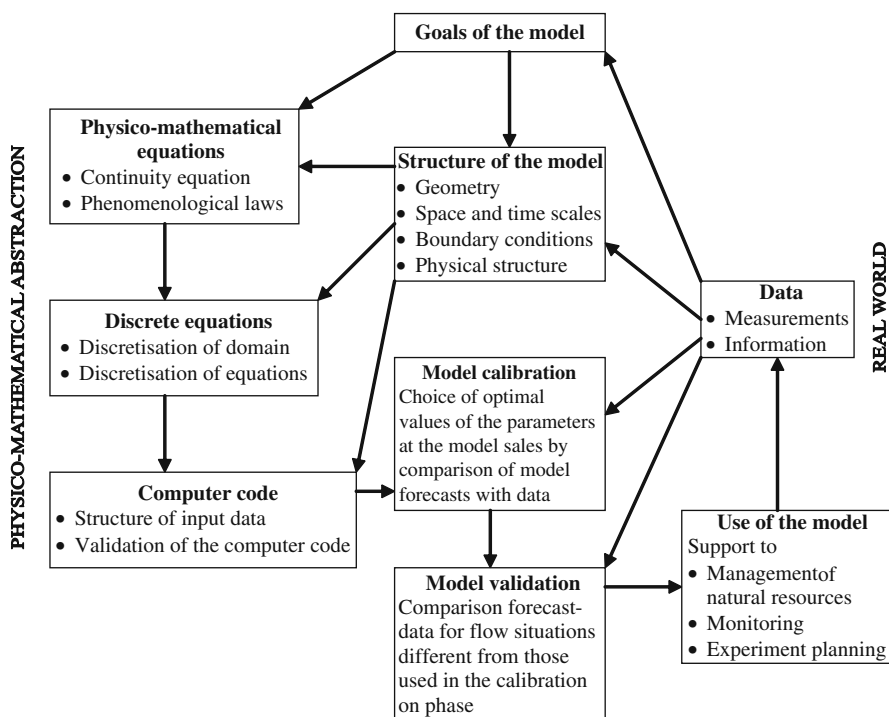 Goals of the model
PHYSICO-MATHEMATICAL ABSTRACTION
Physico-mathematical
equations
• Continuity equation
• Phenomenological laws
Structure of the model
• Geometry
• Space and time scales
• Boundary conditions
• Physical structure
REAL WORLD
Data
• Measurements
• Information
Discrete equations
• Discretisation of domain
• Discretisation of equations
Model calibration
Choice of optimal
values of the parameters
at the model sales by
comparison of model
forecasts with data
Computer code
• Structure of input data
• Validation of the computer code
Use of the model
Support to
• Managementof
natural resources
• Monitoring
• Experiment planning
Model validation
Comparison forecast-
data for flow situations
different from those
used in the calibration
on phase